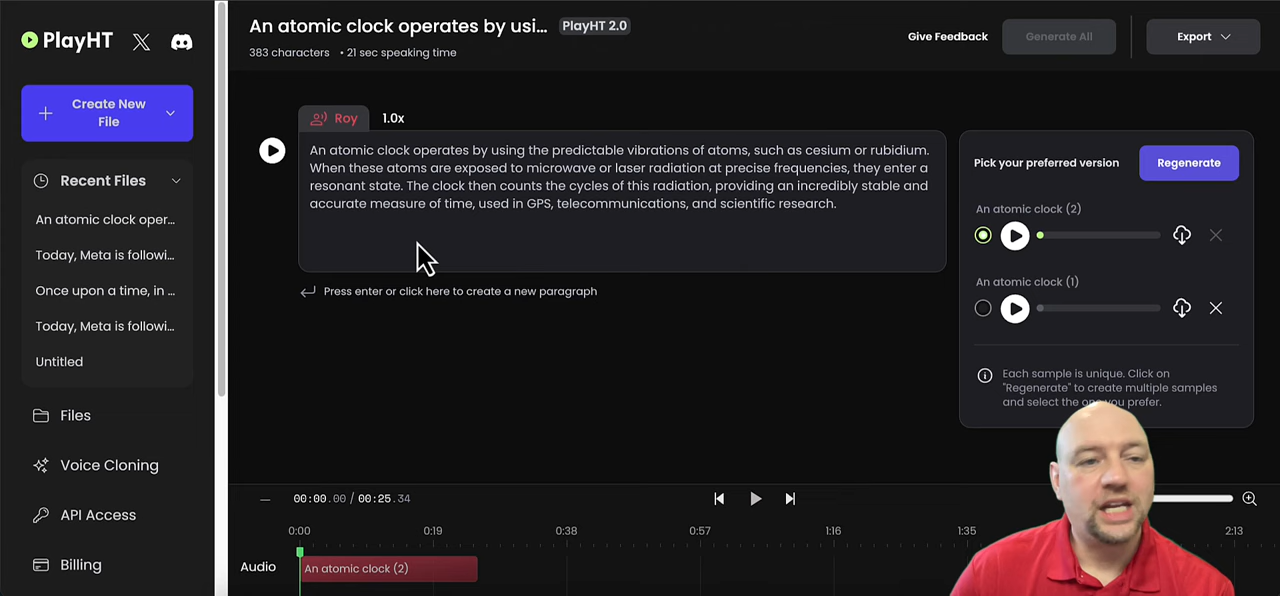 PlayHT
Create New
File
Recent Files
An atomic clock oper...
Today, Meta is followi...
Once upon a time, in ...
Today, Meta is followi...
Untitled
Files
Voice Cloning
API Access
Billing
An atomic clock operates by usi... PlayHT 2.0
383 characters • 21 sec speaking time
Give Feedback
Generate All
Export
Roy 1.0x
An atomic clock operates by using the predictable vibrations of atoms, such as cesium or rubidium.
When these atoms are exposed to microwave or laser radiation at precise frequencies, they enter a
resonant state. The clock then counts the cycles of this radiation, providing an incredibly stable and
accurate measure of time, used in GPS, telecommunications, and scientific research.
Press enter or click here to create a new paragraph
Pick your preferred version
Regenerate
An atomic clock (2)
An atomic clock (1)
Each sample is unique. Click on
"Regenerate" to create multiple samples
and select the one you prefer.
00:00.00 / 00:25.34
0:00 0:19 0:38 0:57 1:16 1:35 2:13
Audio
An atomic clock (2)